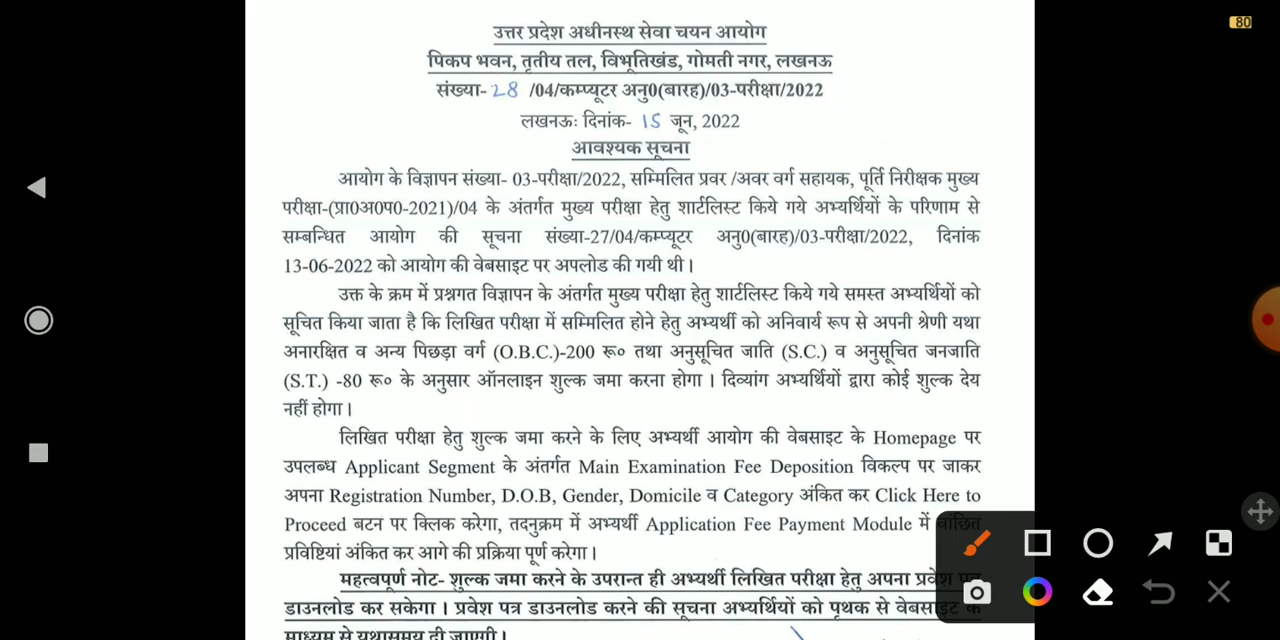 80
उत्तर प्रदेश अधीनस्थ सेवा चयन आयोग
पिकप भवन, तृतीय तल, विभूतिखंड, गोमती नगर, लखनऊ
संख्या- 28 /04/कम्प्यूटर अनु0(बारह)/03-परीक्षा/2022
लखनऊः दिनांक- 15 जून, 2022
आवश्यक सूचना
आयोग के विज्ञापन संख्या- 03-परीक्षा/2022, सम्मिलित प्रवर /अवर वर्ग सहायक, पूर्ति निरीक्षक मुख्य
परीक्षा-(प्रा0अ0प0-2021)/04 के अंतर्गत मुख्य परीक्षा हेतु शार्टलिस्ट किये गये अभ्यर्थियों के परिणाम से
सम्बन्धित आयोग की सूचना संख्या-27/04/कम्प्यूटर अनु0(बारह)/03-परीक्षा/2022, दिनांक
13-06-2022 को आयोग की वेबसाइट पर अपलोड की गयी थी।
उक्त के क्रम में प्रश्नगत विज्ञापन के अंतर्गत मुख्य परीक्षा हेतु शार्टलिस्ट किये गये समस्त अभ्यर्थियों को
सूचित किया जाता है कि लिखित परीक्षा में सम्मिलित होने हेतु अभ्यर्थी को अनिवार्य रूप से अपनी श्रेणी यथा
अनारक्षित व अन्य पिछड़ा वर्ग (O.B.C.)-200 रू० तथा अनुसूचित जाति (S.C.) व अनुसूचित जनजाति
(S.T.) -80 रू० के अनुसार ऑनलाइन शुल्क जमा करना होगा। दिव्यांग अभ्यर्थियों द्वारा कोई शुल्क देय
नहीं होगा।
लिखित परीक्षा हेतु शुल्क जमा करने के लिए अभ्यर्थी आयोग की वेबसाइट के Homepage पर
उपलब्ध Applicant Segment के अंतर्गत Main Examination Fee Deposition विकल्प पर जाकर
अपना Registration Number, D.O.B, Gender, Domicile व Category अंकित कर Click Here to
Proceed बटन पर क्लिक करेगा, तदनुक्रम में अभ्यर्थी Application Fee Payment Module में वांछित
प्रविष्टियां अंकित कर आगे की प्रक्रिया पूर्ण करेगा।
महत्वपूर्ण नोट- शुल्क जमा करने के उपरान्त ही अभ्यर्थी लिखित परीक्षा हेतु अपना प्रवेश पत्र
डाउनलोड कर सकेगा। प्रवेश पत्र डाउनलोड करने की सूचना अभ्यर्थियों को पृथक से वेबसाइट के
माध्यम से यथासमय दी जाएगी।